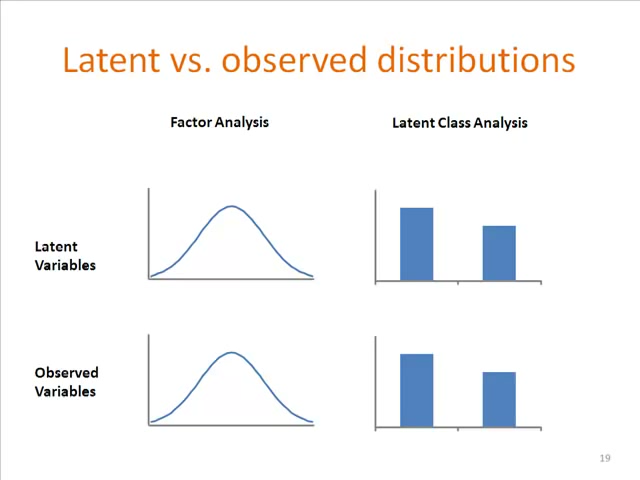 Latent vs. observed distributions
Factor Analysis
Latent Class Analysis
Latent
Variables
Observed
Variables
19